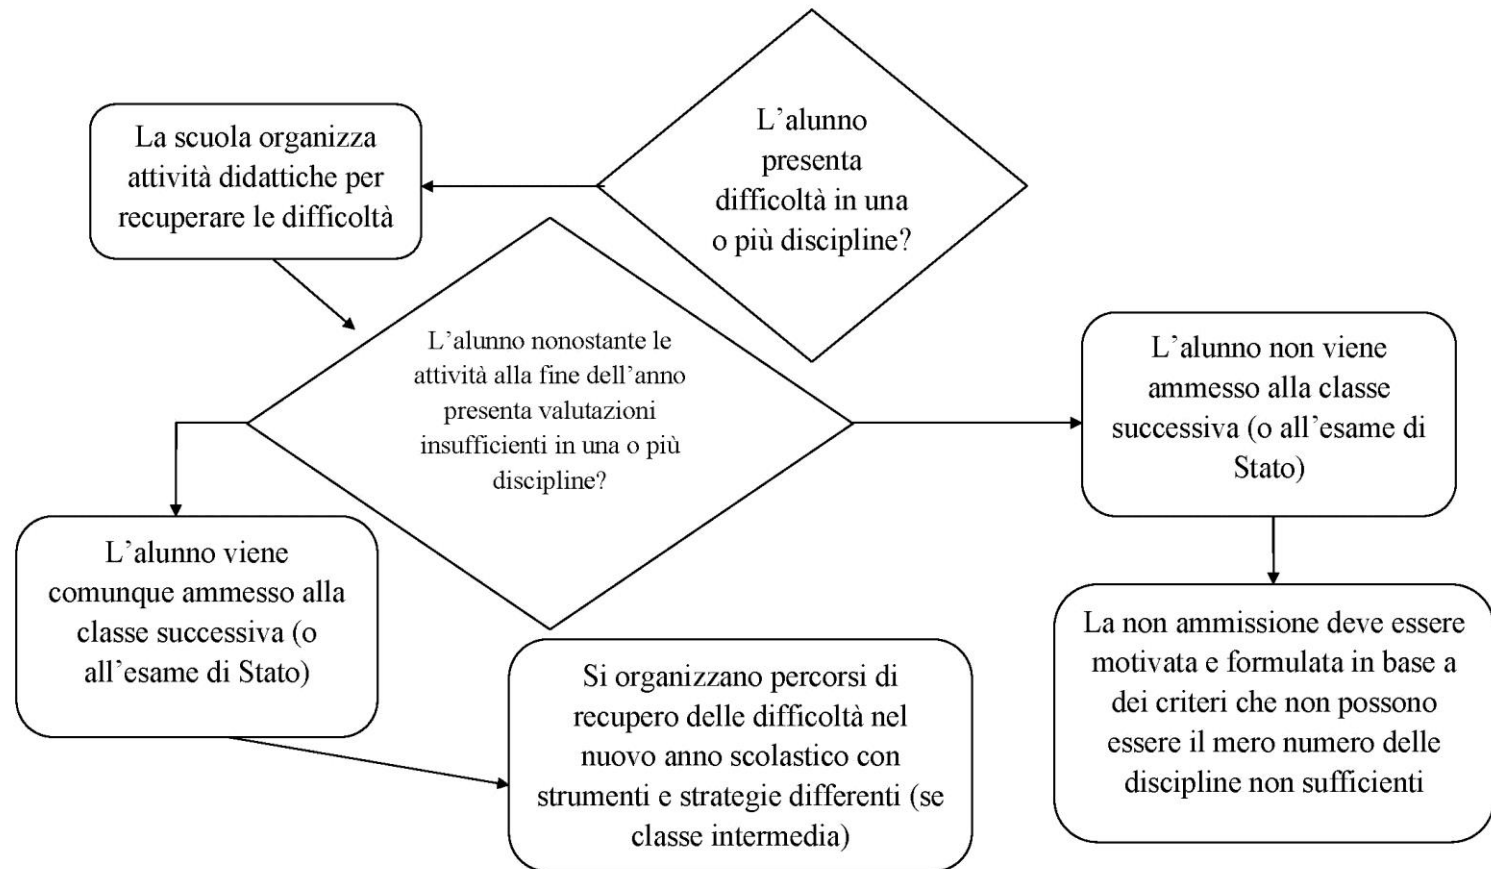 L’alunno
presenta
difficoltà in una
o più discipline?
La scuola organizza
attività didattiche per
recuperare le difficoltà
L’alunno nonostante le
attività alla fine dell’anno
presenta valutazioni
insufficienti in una o più
discipline?
L’alunno non viene
ammesso alla classe
successiva (o all’esame di
Stato)
L’alunno viene
comunque ammesso alla
classe successiva (o
all’esame di Stato)
Si organizzano percorsi di
recupero delle difficoltà nel
nuovo anno scolastico con
strumenti e strategie differenti (se
classe intermedia)
La non ammissione deve essere
motivata e formulata in base a
dei criteri che non possono
essere il mero numero delle
discipline non sufficienti